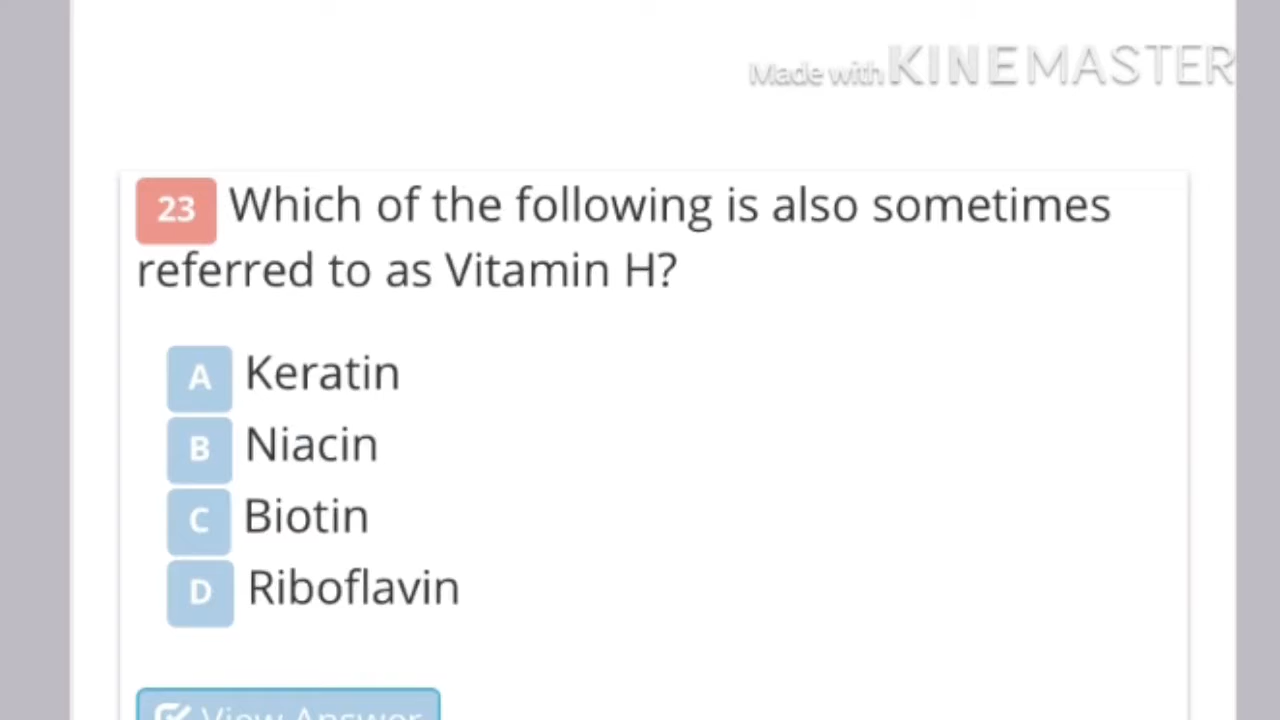 Made with KINEMASTER
23 Which of the following is also sometimes
referred to as Vitamin H?
A Keratin
B Niacin
C Biotin
D Riboflavin
View Answer